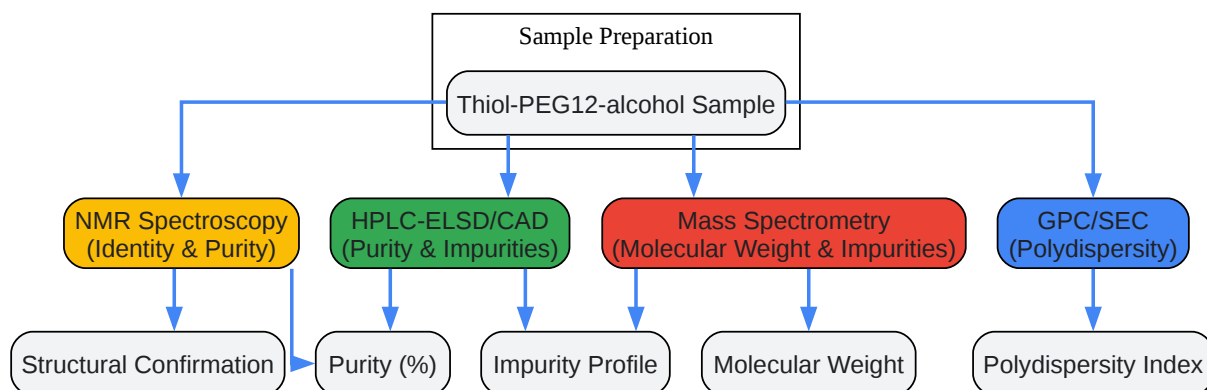 Sample Preparation
Thiol-PEG12-alcohol Sample
NMR Spectroscopy
(Identity & Purity)
HPLC-ELSD/CAD
(Purity & Impurities)
Mass Spectrometry
(Molecular Weight & Impurities)
GPC/SEC
(Polydispersity)
Structural Confirmation
Purity (%)
Impurity Profile
Molecular Weight
Polydispersity Index